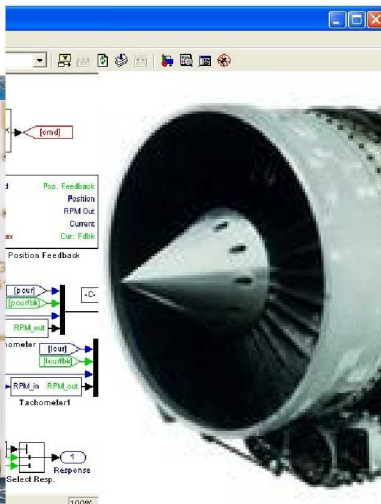 [cmd]
Pos. Feedback
Position
RPM Out
Current
Cur. Fdbk
Position Feedback
[pcur]
[pcurfbk]
-C-
RPM_out
[lcur]
[lcurfbk]
RPM_in RPM_out
Tachometer1
1
Response
Select Resp.
100%